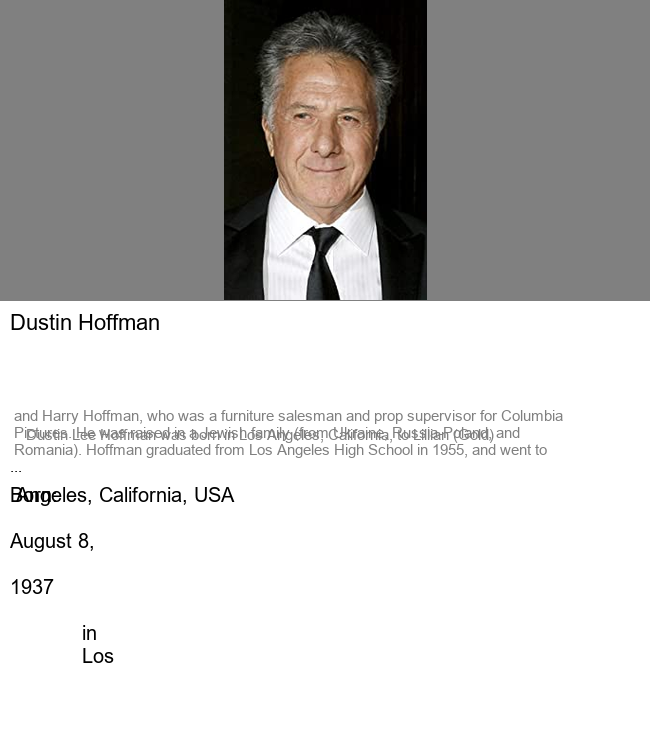 Dustin Hoffman
and Harry Hoffman, who was a furniture salesman and prop supervisor for Columbia
Pictures. He was raised in a Jewish family (from Ukraine, Russia-Poland, and
Dustin Lee Hoffman was born in Los Angeles, California, to Lillian (Gold)
Romania). Hoffman graduated from Los Angeles High School in 1955, and went to
...
Born:
Angeles, California, USA
August 8,
1937
in
Los